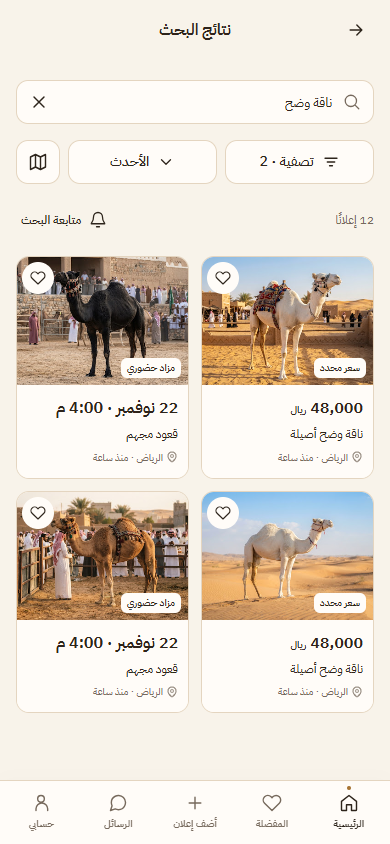 نتائج البحث
ناقة وضح
تصفية · 2
الأحدث
12 إعلانًا
متابعة البحث
سعر محدد
48,000 ريال
ناقة وضح أصيلة
الرياض · منذ ساعة
مزاد حضوري
22 نوفمبر · 4:00 م
قعود مجهم
الرياض · منذ ساعة
سعر محدد
48,000 ريال
ناقة وضح أصيلة
الرياض · منذ ساعة
مزاد حضوري
22 نوفمبر · 4:00 م
قعود مجهم
الرياض · منذ ساعة
الرئيسية
المفضلة
أضف إعلان
الرسائل
حسابي